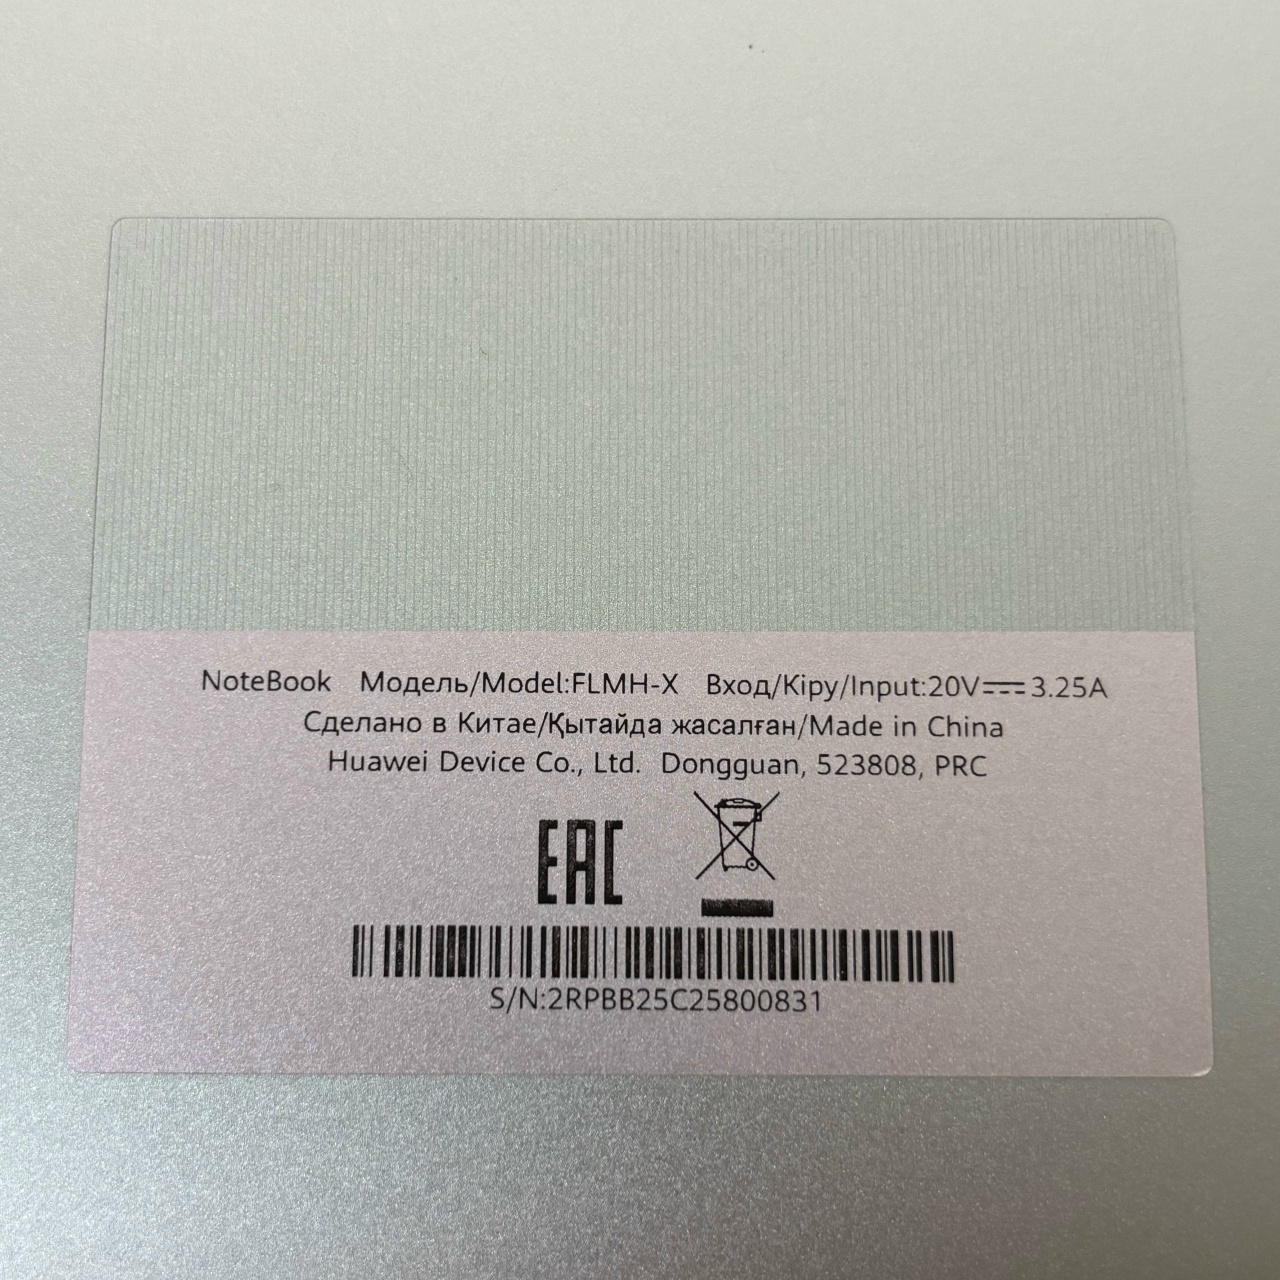 NoteBook Модель/Model:FLMH-X Вход/Кіру/Input:20V⎓3.25A
Сделано в Китае/Қытайда жасалған/Made in China
Huawei Device Co., Ltd. Dongguan, 523808, PRC
EAC
S/N:2RPBB25C25800831